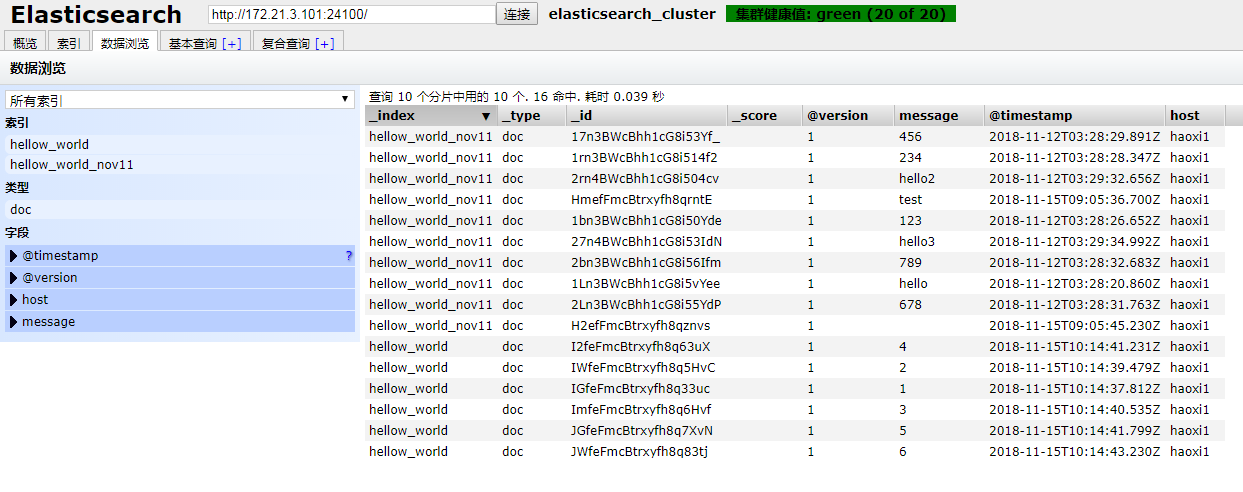 Elasticsearch http://172.21.3.101:24100/ 连接 elasticsearch_cluster 集群健康值: green (20 of 20)
概览 索引 数据浏览 基本查询 [+] 复合查询 [+]
数据浏览
所有索引
索引
hellow_world
hellow_world_nov11
类型
doc
字段
@timestamp ?
@version
host
message
查询 10 个分片中用的 10 个. 16 命中. 耗时 0.039 秒
_index _type _id _score @version message @timestamp host
hellow_world_nov11 doc 17n3BWcBhh1cG8i53Yf_ 1 456 2018-11-12T03:28:29.891Z haoxi1
hellow_world_nov11 doc 1rn3BWcBhh1cG8i514f2 1 234 2018-11-12T03:28:28.347Z haoxi1
hellow_world_nov11 doc 2rn4BWcBhh1cG8i504cv 1 hello2 2018-11-12T03:29:32.656Z haoxi1
hellow_world_nov11 doc HmefFmcBtrxyfh8qrntE 1 test 2018-11-15T09:05:36.700Z haoxi1
hellow_world_nov11 doc 1bn3BWcBhh1cG8i50Yde 1 123 2018-11-12T03:28:26.652Z haoxi1
hellow_world_nov11 doc 27n4BWcBhh1cG8i53IdN 1 hello3 2018-11-12T03:29:34.992Z haoxi1
hellow_world_nov11 doc 2bn3BWcBhh1cG8i56Ifm 1 789 2018-11-12T03:28:32.683Z haoxi1
hellow_world_nov11 doc 1Ln3BWcBhh1cG8i5vYee 1 hello 2018-11-12T03:28:20.860Z haoxi1
hellow_world_nov11 doc 2Ln3BWcBhh1cG8i55YdP 1 678 2018-11-12T03:28:31.763Z haoxi1
hellow_world_nov11 doc H2efFmcBtrxyfh8qznvs 1 2018-11-15T09:05:45.230Z haoxi1
hellow_world doc I2feFmcBtrxyfh8q63uX 1 4 2018-11-15T10:14:41.231Z haoxi1
hellow_world doc IWfeFmcBtrxyfh8q5HvC 1 2 2018-11-15T10:14:39.479Z haoxi1
hellow_world doc IGfeFmcBtrxyfh8q33uc 1 1 2018-11-15T10:14:37.812Z haoxi1
hellow_world doc ImfeFmcBtrxyfh8q6Hvf 1 3 2018-11-15T10:14:40.535Z haoxi1
hellow_world doc JGfeFmcBtrxyfh8q7XvN 1 5 2018-11-15T10:14:41.799Z haoxi1
hellow_world doc JWfeFmcBtrxyfh8q83tj 1 6 2018-11-15T10:14:43.230Z haoxi1